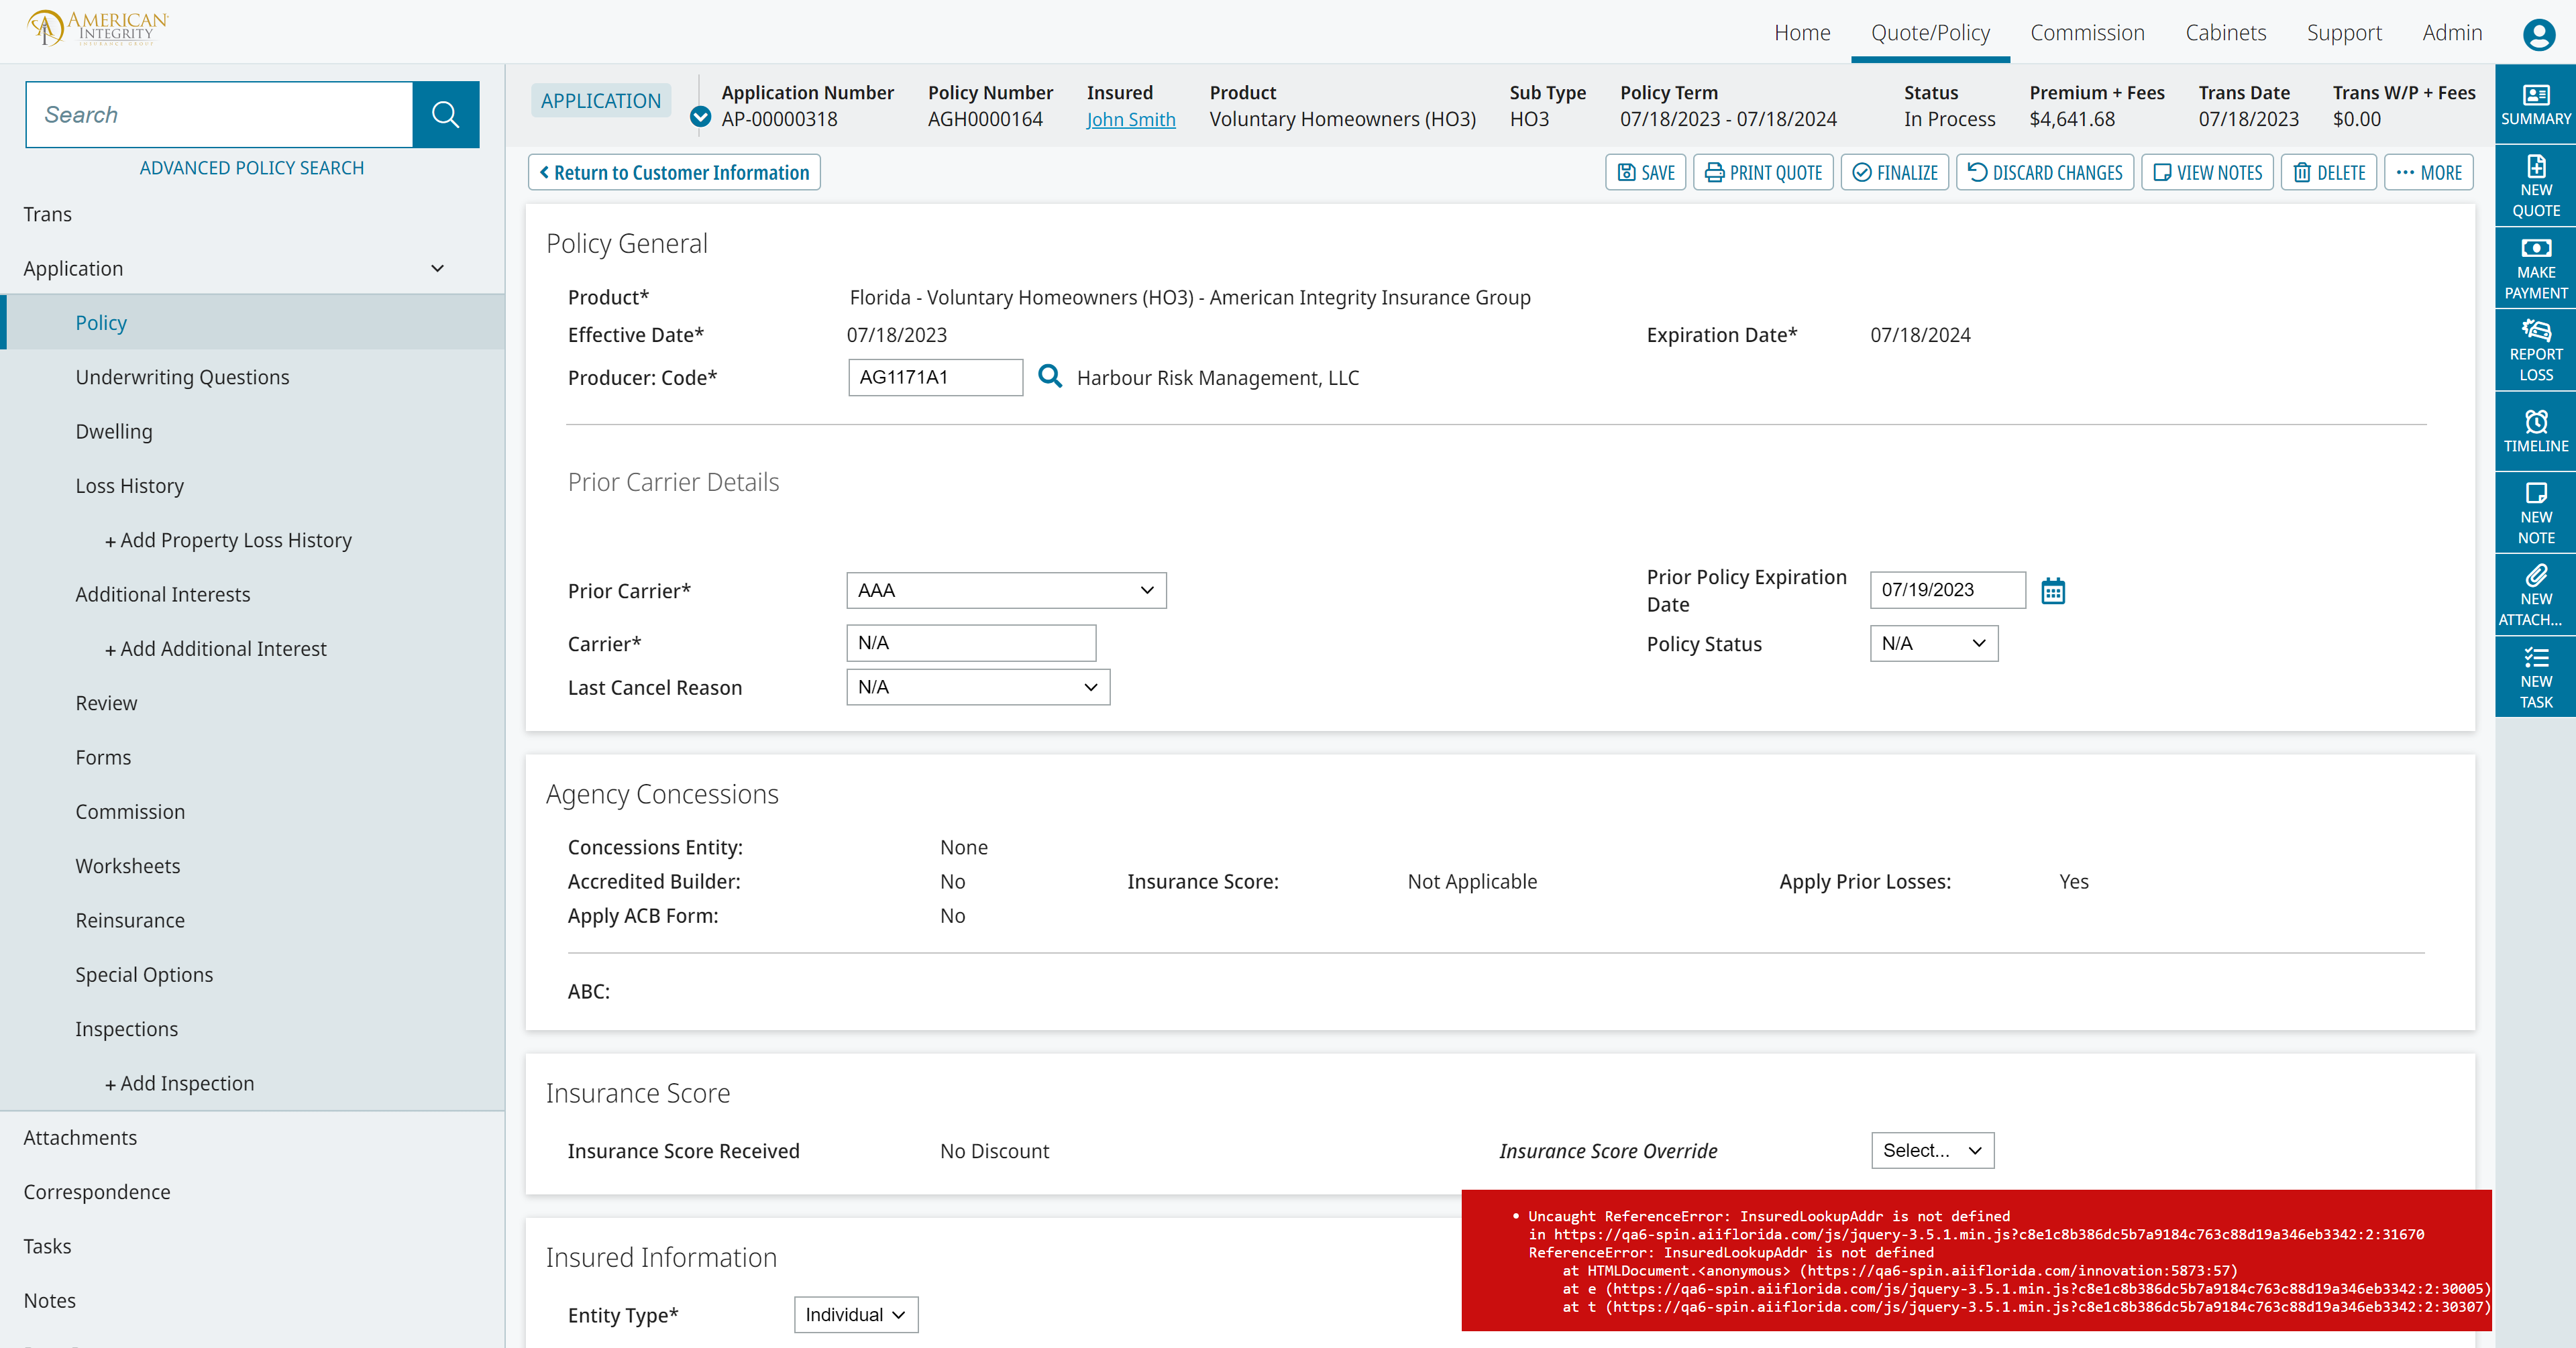 AMERICAN
INTEGRITY
INSURANCE GROUP
Home
Quote/Policy
Commission
Cabinets
Support
Admin
Search
ADVANCED POLICY SEARCH
Trans
Application
Policy
Underwriting Questions
Dwelling
Loss History
+ Add Property Loss History
Additional Interests
+ Add Additional Interest
Review
Forms
Commission
Worksheets
Reinsurance
Special Options
Inspections
+ Add Inspection
Attachments
Correspondence
Tasks
Notes
APPLICATION
Application Number
AP-00000318
Policy Number
AGH0000164
Insured
John Smith
Product
Voluntary Homeowners (HO3)
Sub Type
HO3
Policy Term
07/18/2023 - 07/18/2024
Status
In Process
Premium + Fees
$4,641.68
Trans Date
07/18/2023
Trans W/P + Fees
$0.00
Return to Customer Information
SAVE
PRINT QUOTE
FINALIZE
DISCARD CHANGES
VIEW NOTES
DELETE
MORE
Policy General
Product* Florida - Voluntary Homeowners (HO3) - American Integrity Insurance Group
Effective Date* 07/18/2023 Expiration Date* 07/18/2024
Producer: Code* AG1171A1 Harbour Risk Management, LLC
Prior Carrier Details
Prior Carrier* AAA
Prior Policy Expiration
Date
07/19/2023
Carrier* N/A Policy Status N/A
Last Cancel Reason N/A
Agency Concessions
Concessions Entity: None
Accredited Builder: No Insurance Score: Not Applicable Apply Prior Losses: Yes
Apply ACB Form: No
ABC:
Insurance Score
Insurance Score Received No Discount Insurance Score Override Select...
Insured Information
Entity Type* Individual
• Uncaught ReferenceError: InsuredLookupAddr is not defined
in https://qa6-spin.aiiflorida.com/js/jquery-3.5.1.min.js?c8e1c8b386dc5b7a9184c763c88d19a346eb3342:2:31670
ReferenceError: InsuredLookupAddr is not defined
at HTMLDocument.<anonymous> (https://qa6-spin.aiiflorida.com/innovation:5873:57)
at e (https://qa6-spin.aiiflorida.com/js/jquery-3.5.1.min.js?c8e1c8b386dc5b7a9184c763c88d19a346eb3342:2:30005)
at t (https://qa6-spin.aiiflorida.com/js/jquery-3.5.1.min.js?c8e1c8b386dc5b7a9184c763c88d19a346eb3342:2:30307)
SUMMARY
NEW
QUOTE
MAKE
PAYMENT
REPORT
LOSS
TIMELINE
NEW
NOTE
NEW
ATTACH...
NEW
TASK